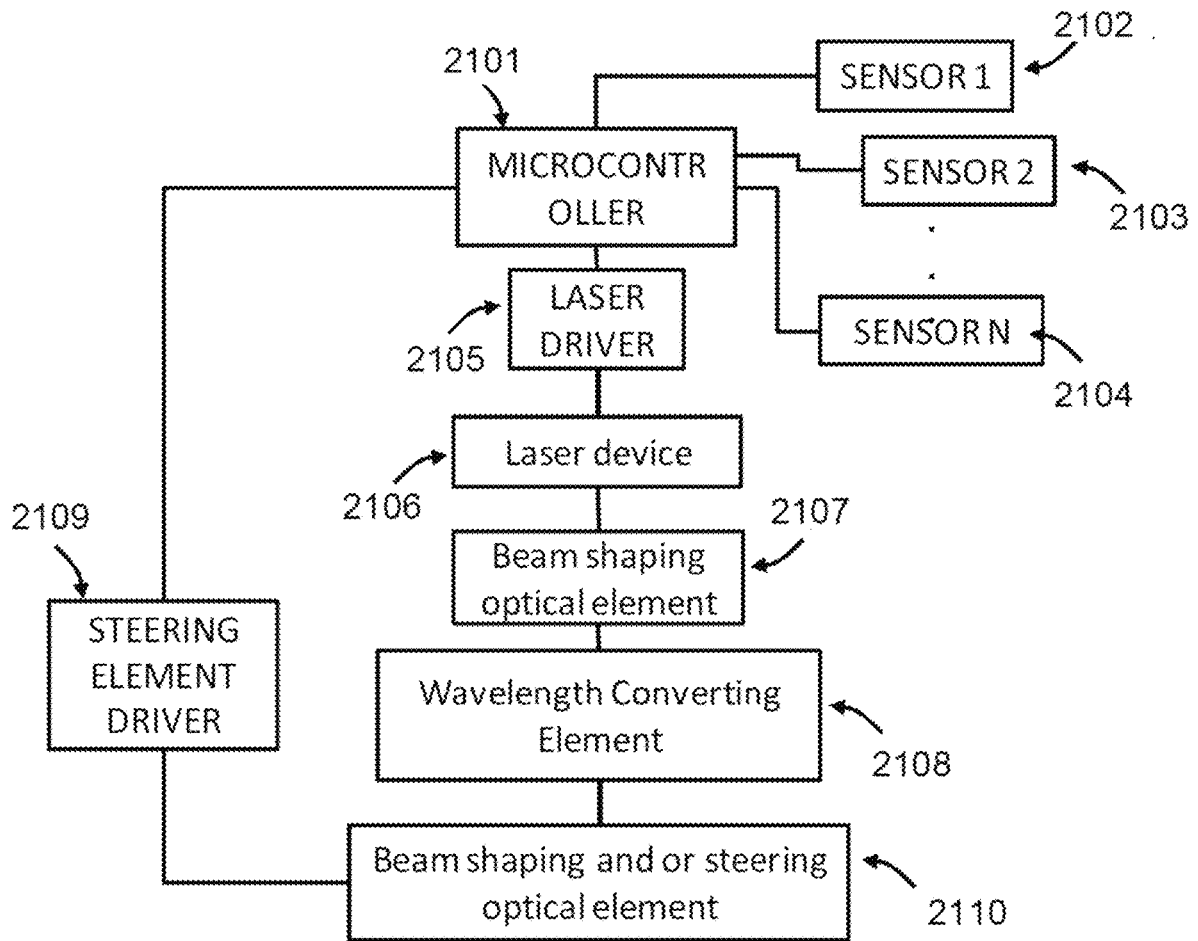 2102
2101
SENSOR 1
MICROCONTR
OLLER
SENSOR 2
2103
LASER
DRIVER
2105
SENSOR N
2104
Laser device
2106
2107
2109
Beam shaping
optical element
STEERING
ELEMENT
DRIVER
Wavelength Converting
Element
2108
Beam shaping and or steering
optical element
2110